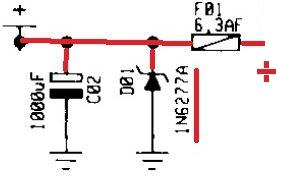 +
F01
6.3AF
+
1000uF
C02
D01
1N6277A